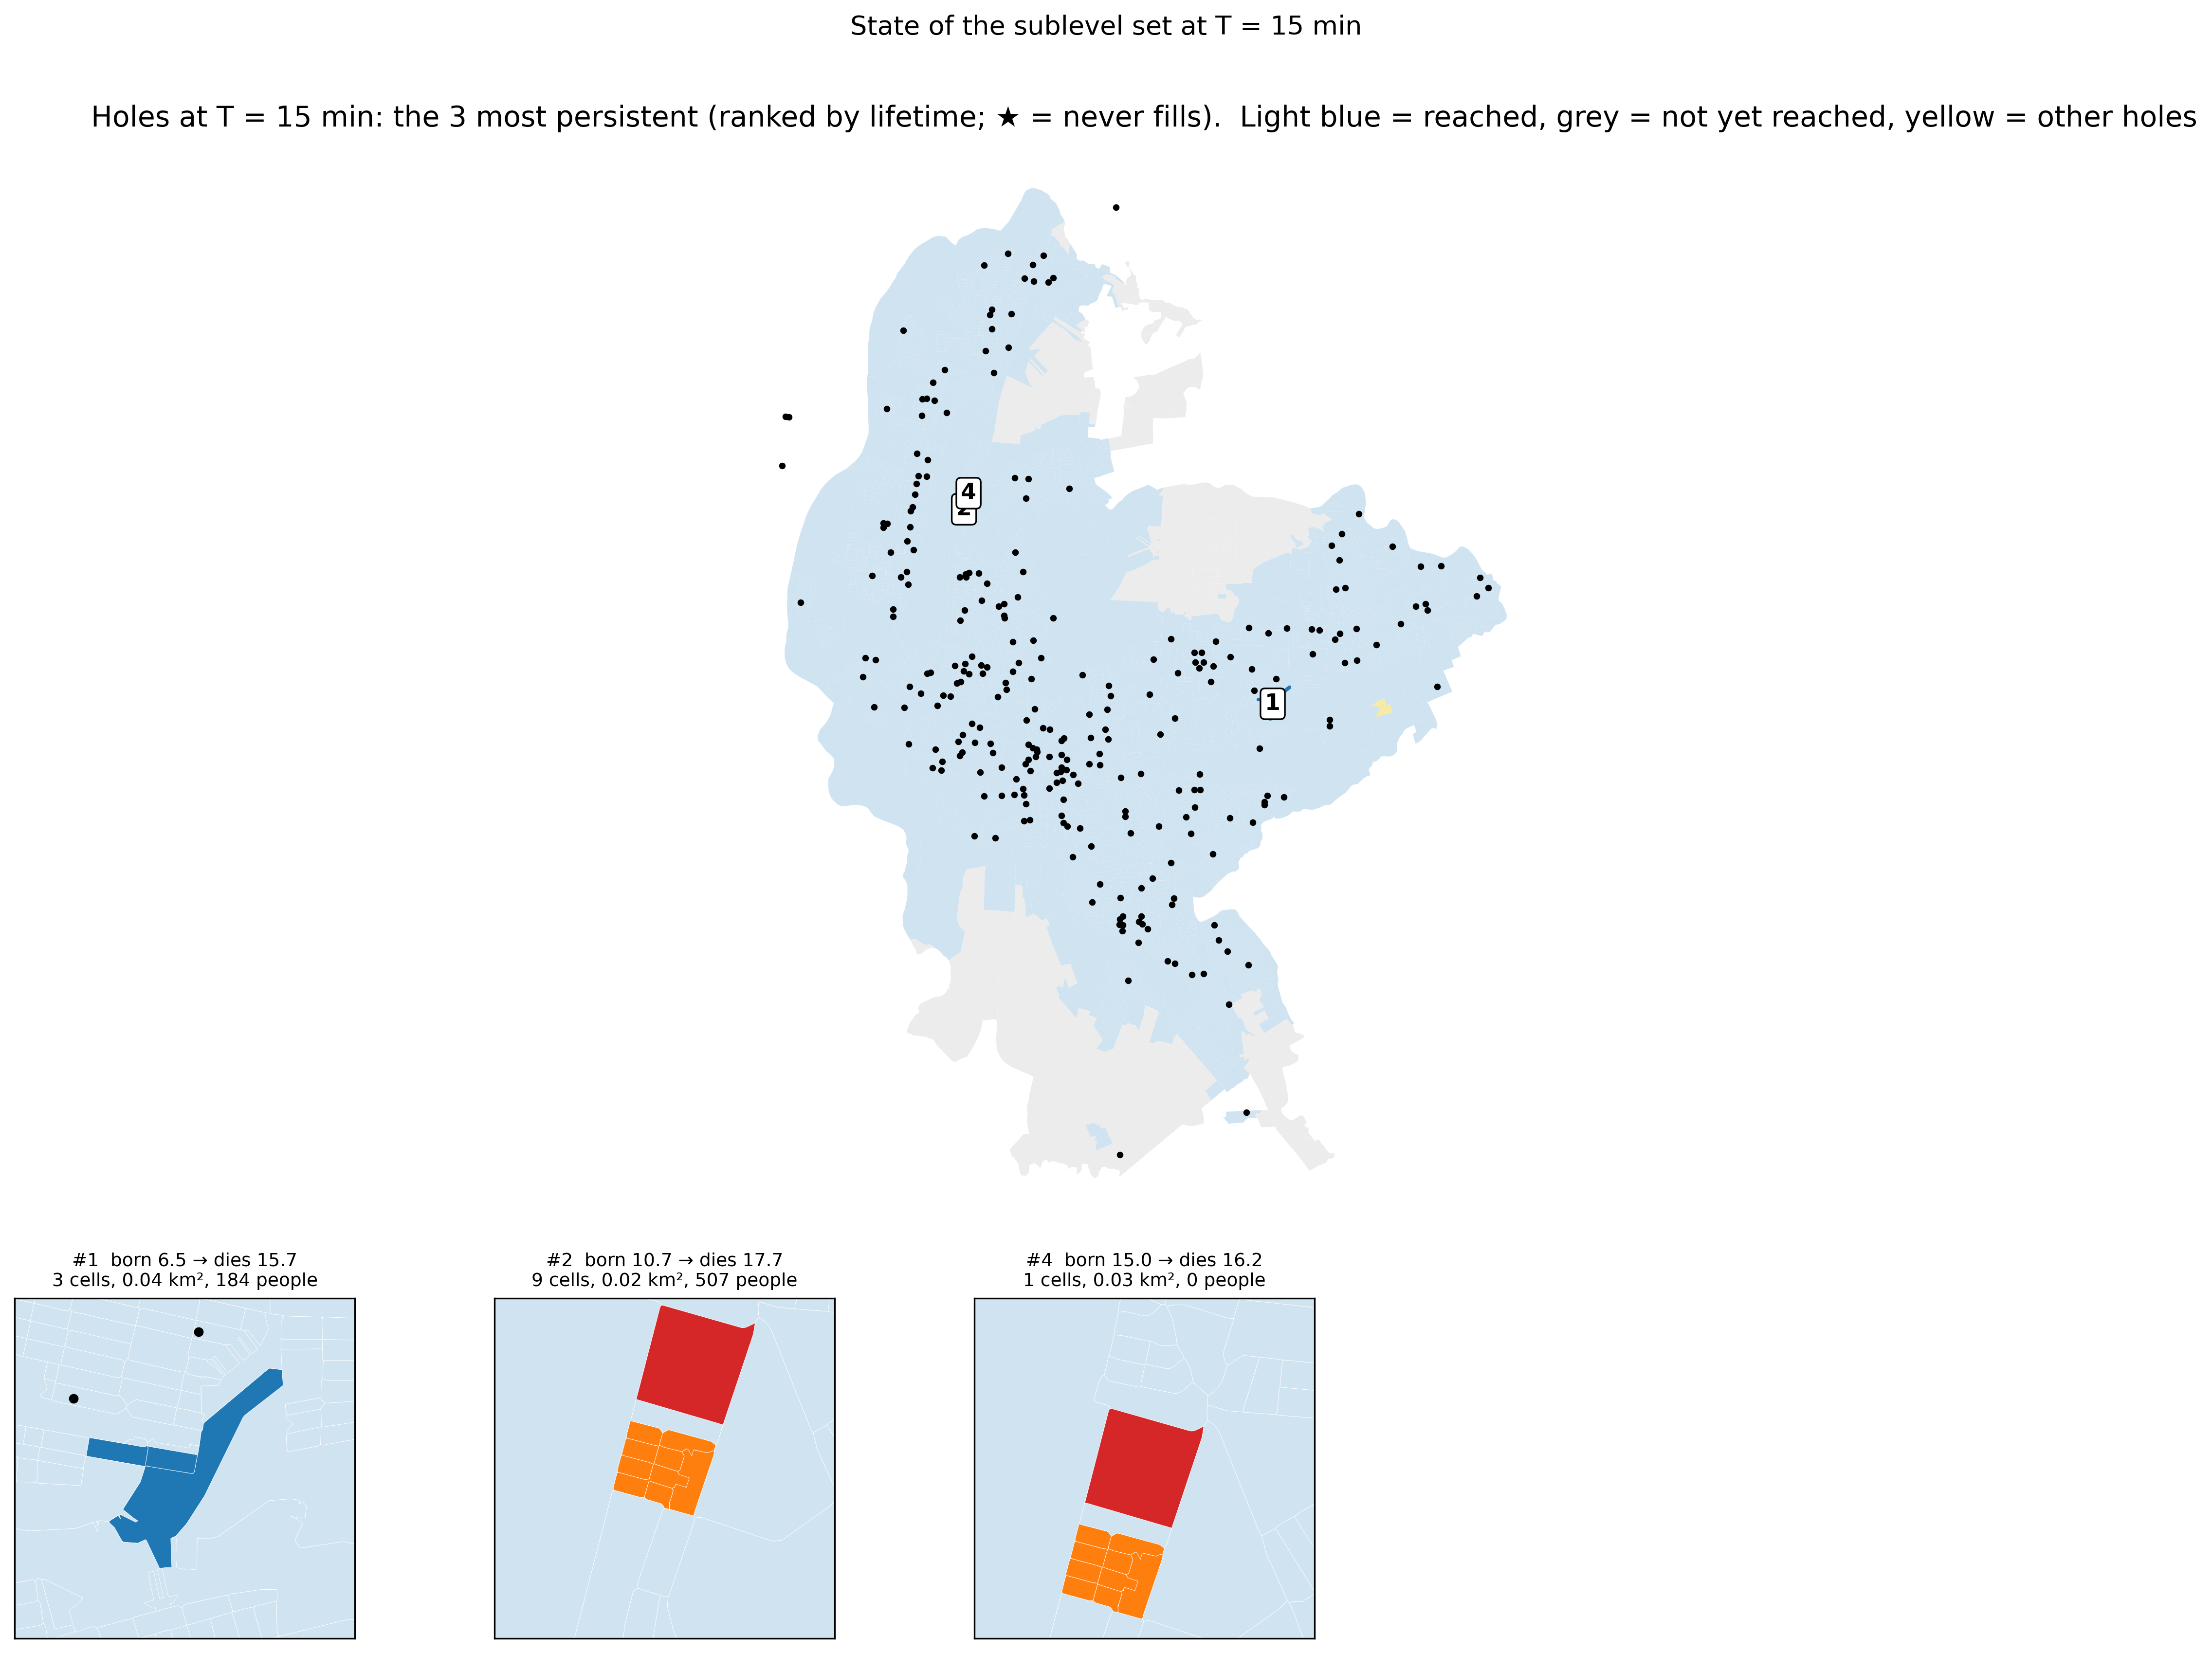 State of the sublevel set at T = 15 min
Holes at T = 15 min: the 3 most persistent (ranked by lifetime; ★ = never fills).  Light blue = reached, grey = not yet reached, yellow = other holes
4
2
1
#1  born 6.5 → dies 15.7
3 cells, 0.04 km², 184 people
#2  born 10.7 → dies 17.7
9 cells, 0.02 km², 507 people
#4  born 15.0 → dies 16.2
1 cells, 0.03 km², 0 people